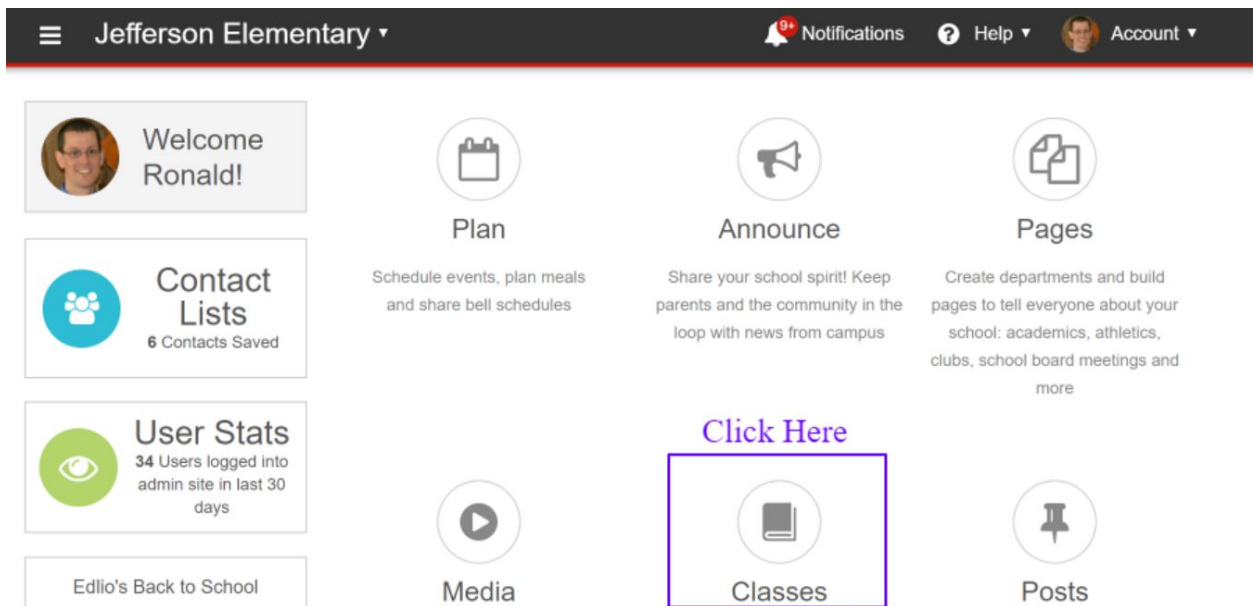 Jefferson Elementary
9+
Notifications
Help
Account
Welcome
Ronald!
Contact
Lists
6 Contacts Saved
User Stats
34 Users logged into
admin site in last 30
days
Edlio's Back to School
Plan
Schedule events, plan meals
and share bell schedules
Announce
Share your school spirit! Keep
parents and the community in the
loop with news from campus
Pages
Create departments and build
pages to tell everyone about your
school: academics, athletics,
clubs, school board meetings and
more
Click Here
Media
Classes
Posts